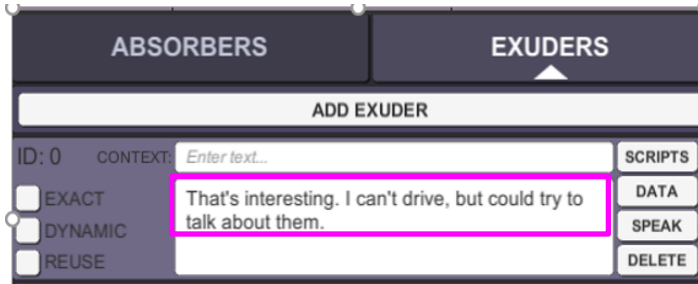 ABSORBERS EXUDERS
ADD EXUDER
ID: 0 CONTEXT: Enter text... SCRIPTS
EXACT That's interesting. I can't drive, but could try to DATA
DYNAMIC talk about them. SPEAK
REUSE DELETE